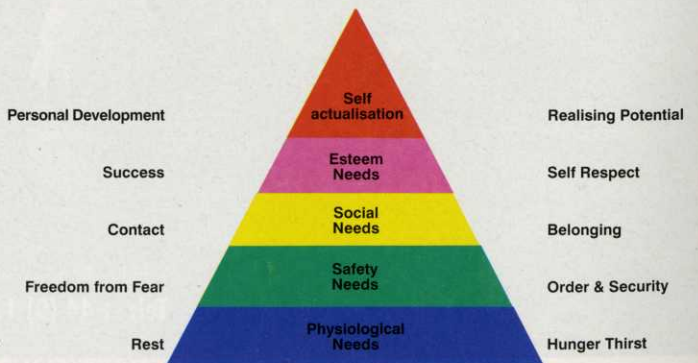 Self
actualisation
Personal Development
Realising Potential
Esteem
Needs
Success
Self Respect
Social
Needs
Contact
Belonging
Safety
Needs
Freedom from Fear
Order & Security
Physiological
Needs
Rest
Hunger Thirst